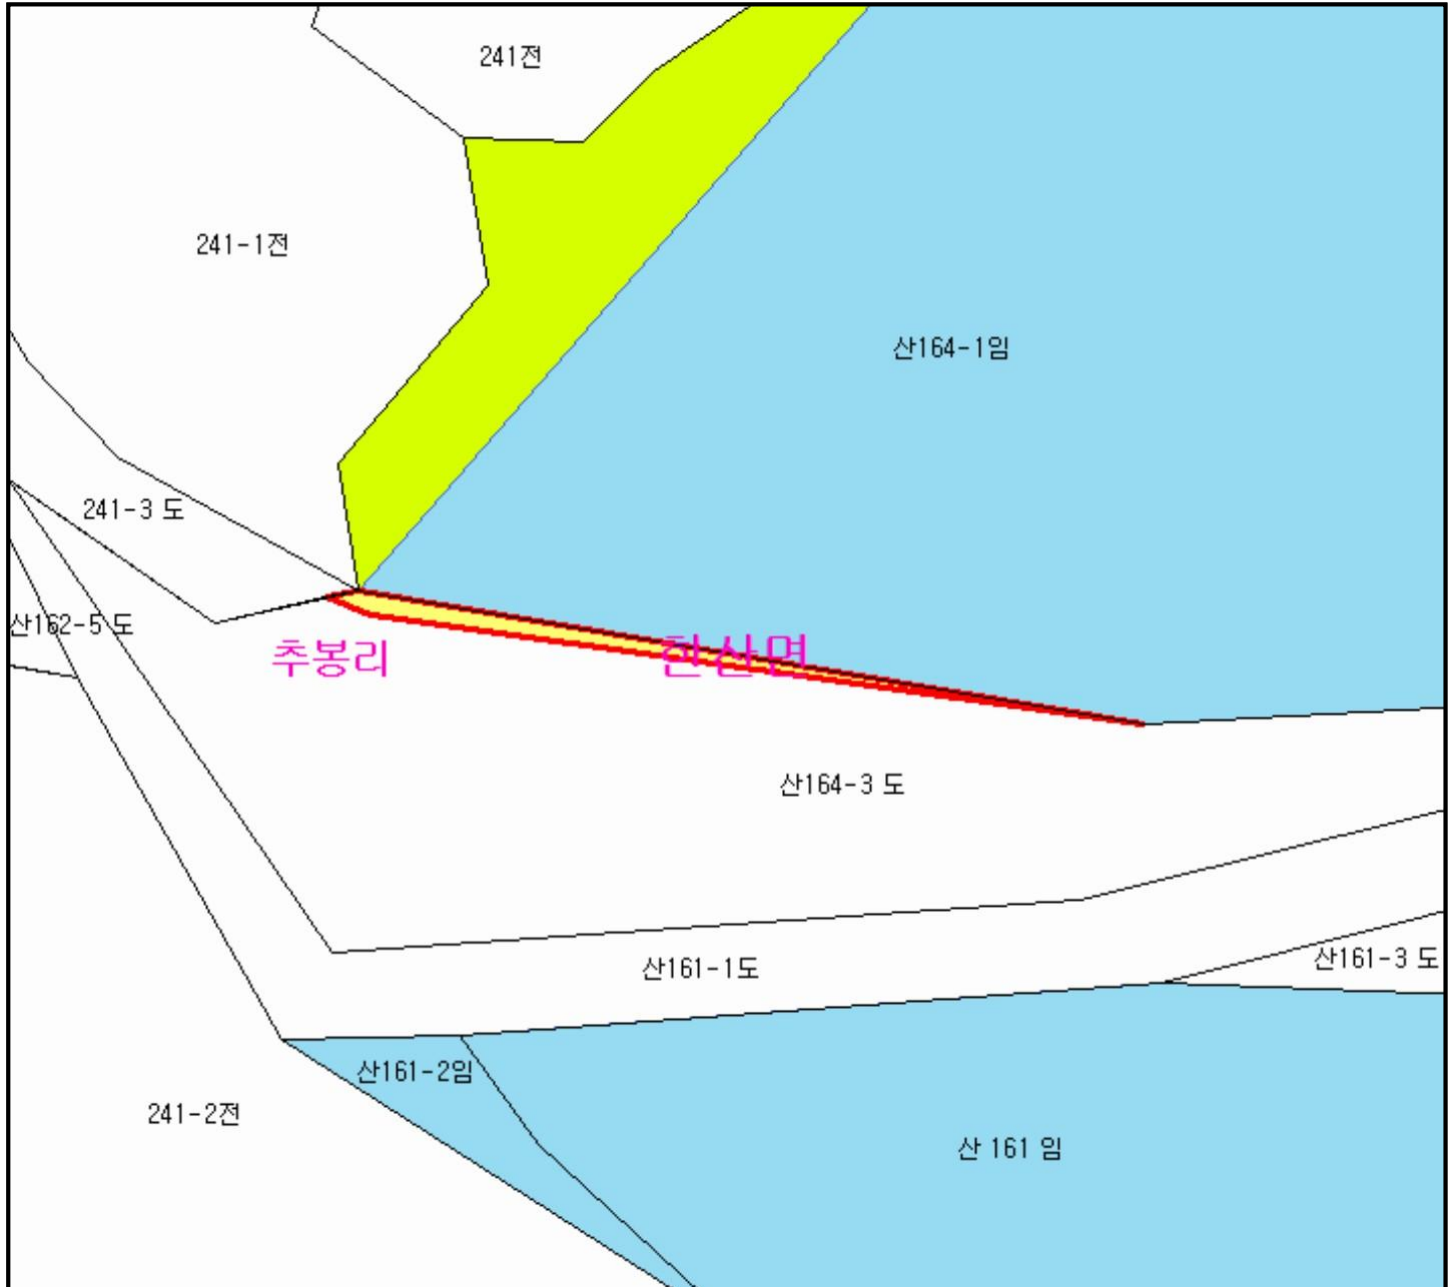 241전
241-1전
산164-1임
241-3 도
산162-5 도
추봉리
한산면
산164-3 도
산161-1도
산161-3 도
산161-2임
241-2전
산 161 임